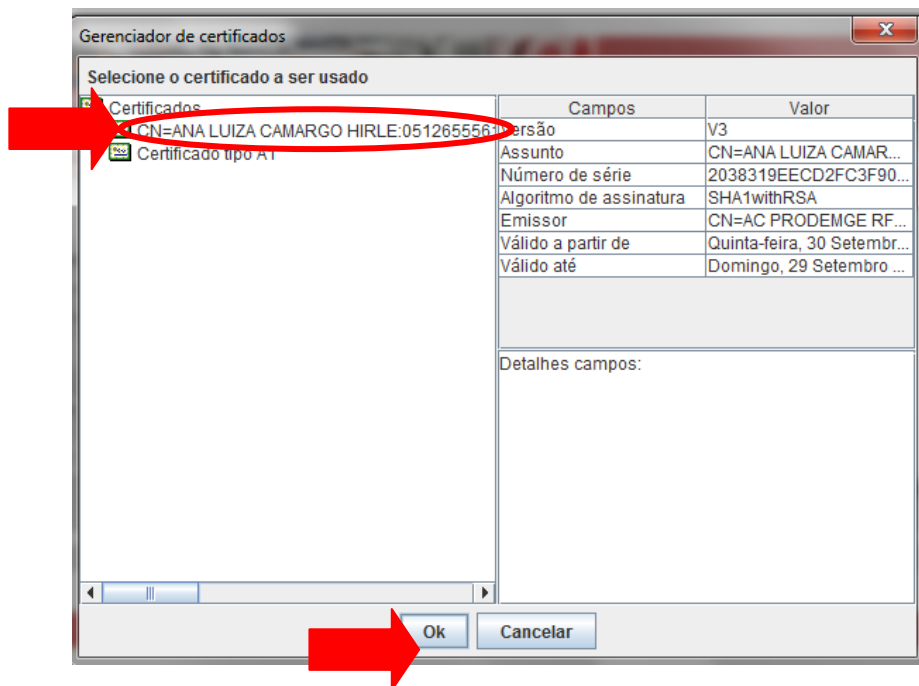 Gerenciador de certificados
Selecione o certificado a ser usado
Certificados
CN=ANA LUIZA CAMARGO HIRLE:0512655561
Certificado tipo A1
Campos Valor
Versão V3
Assunto CN=ANA LUIZA CAMAR...
Número de série 2038319EECD2FC3F90...
Algoritmo de assinatura SHA1withRSA
Emissor CN=AC PRODEMGE RF...
Válido a partir de Quinta-feira, 30 Setembr...
Válido até Domingo, 29 Setembro ...
Detalhes campos:
Ok Cancelar